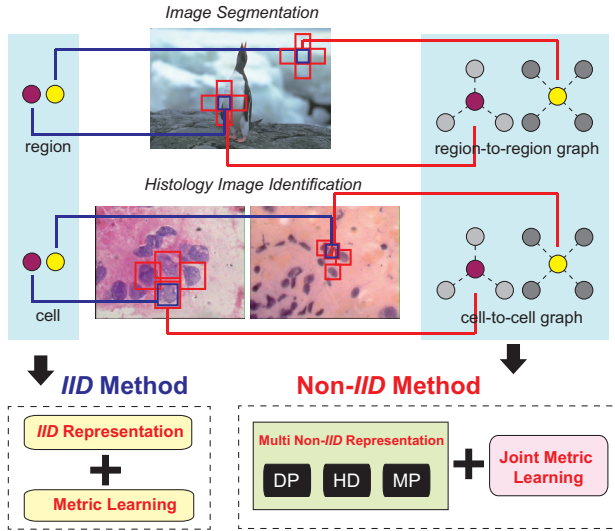 Image Segmentation
region
region-to-region graph
Histology Image Identification
cell
cell-to-cell graph
IID Method
Non-IID Method
IID Representation
Metric Learning
Multi Non-IID Representation
DP HD MP
Joint Metric
Learning